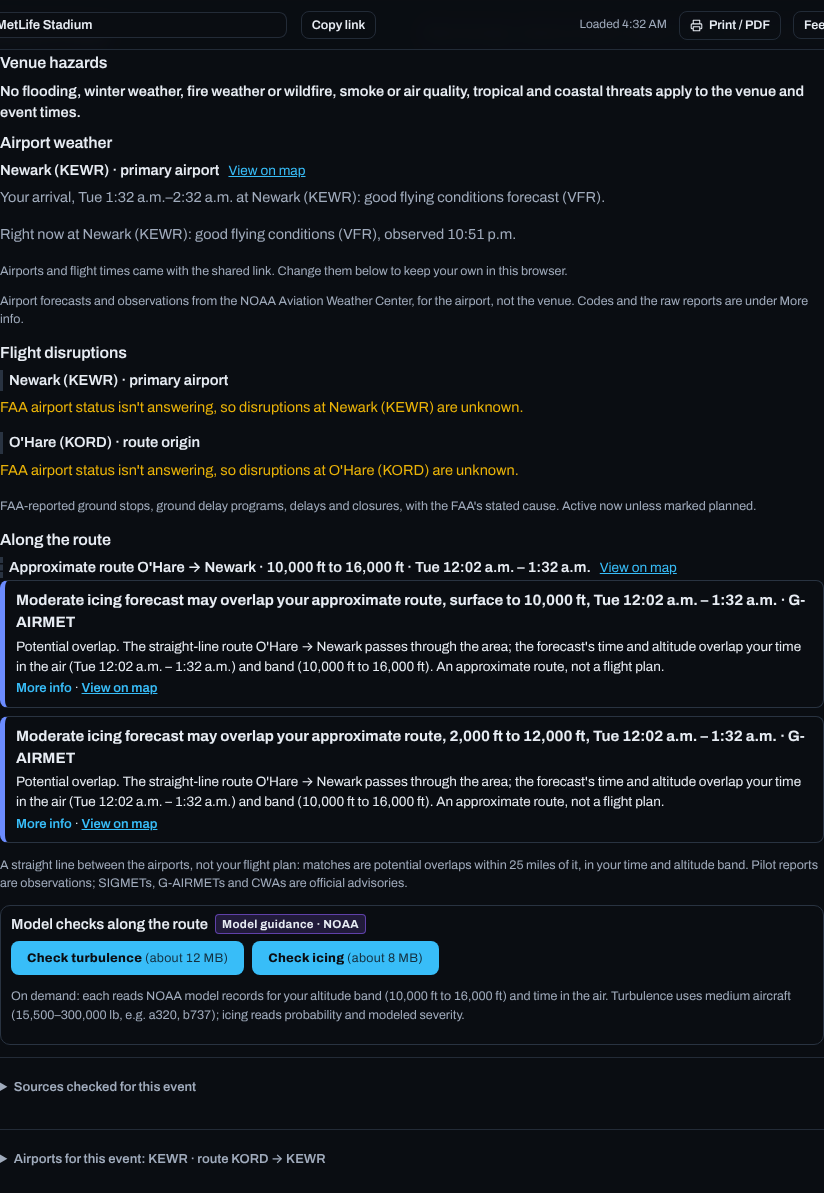 MetLife Stadium
Copy link
Loaded 4:32 AM
Print / PDF
Fee
Venue hazards
No flooding, winter weather, fire weather or wildfire, smoke or air quality, tropical and coastal threats apply to the venue and
event times.
Airport weather
Newark (KEWR) · primary airport View on map
Your arrival, Tue 1:32 a.m.–2:32 a.m. at Newark (KEWR): good flying conditions forecast (VFR).
Right now at Newark (KEWR): good flying conditions (VFR), observed 10:51 p.m.
Airports and flight times came with the shared link. Change them below to keep your own in this browser.
Airport forecasts and observations from the NOAA Aviation Weather Center, for the airport, not the venue. Codes and the raw reports are under More
info.
Flight disruptions
Newark (KEWR) · primary airport
FAA airport status isn't answering, so disruptions at Newark (KEWR) are unknown.
O'Hare (KORD) · route origin
FAA airport status isn't answering, so disruptions at O'Hare (KORD) are unknown.
FAA-reported ground stops, ground delay programs, delays and closures, with the FAA's stated cause. Active now unless marked planned.
Along the route
Approximate route O'Hare → Newark · 10,000 ft to 16,000 ft · Tue 12:02 a.m. – 1:32 a.m. View on map
Moderate icing forecast may overlap your approximate route, surface to 10,000 ft, Tue 12:02 a.m. – 1:32 a.m. · G-
AIRMET
Potential overlap. The straight-line route O'Hare → Newark passes through the area; the forecast's time and altitude overlap your time
in the air (Tue 12:02 a.m. – 1:32 a.m.) and band (10,000 ft to 16,000 ft). An approximate route, not a flight plan.
More info · View on map
Moderate icing forecast may overlap your approximate route, 2,000 ft to 12,000 ft, Tue 12:02 a.m. – 1:32 a.m. · G-
AIRMET
Potential overlap. The straight-line route O'Hare → Newark passes through the area; the forecast's time and altitude overlap your time
in the air (Tue 12:02 a.m. – 1:32 a.m.) and band (10,000 ft to 16,000 ft). An approximate route, not a flight plan.
More info · View on map
A straight line between the airports, not your flight plan: matches are potential overlaps within 25 miles of it, in your time and altitude band. Pilot reports
are observations; SIGMETs, G-AIRMETs and CWAs are official advisories.
Model checks along the route Model guidance · NOAA
Check turbulence (about 12 MB) Check icing (about 8 MB)
On demand: each reads NOAA model records for your altitude band (10,000 ft to 16,000 ft) and time in the air. Turbulence uses medium aircraft
(15,500–300,000 lb, e.g. a320, b737); icing reads probability and modeled severity.
Sources checked for this event
Airports for this event: KEWR · route KORD → KEWR